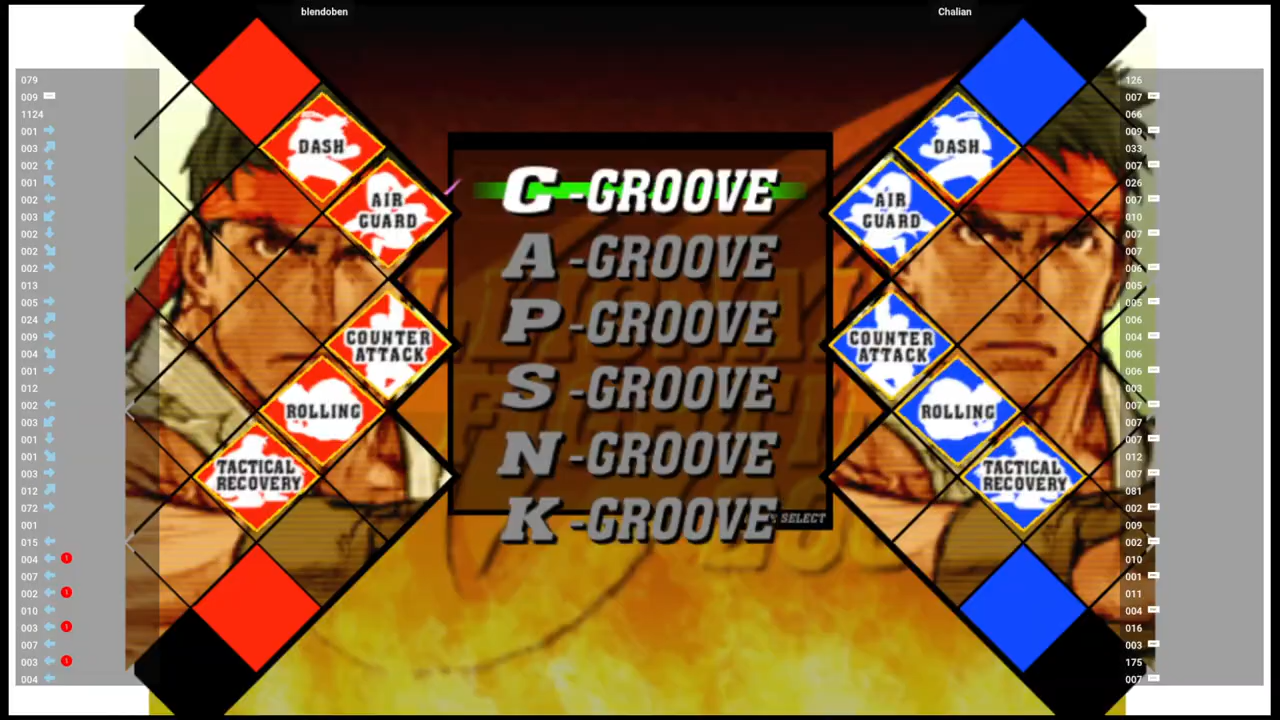 blendoben
Chalian
079
009
1124
001
003
002
001
002
003
002
002
002
013
005
024
009
004
001
012
002
003
001
001
003
012
072
001
015
004 1
007
002 1
010
003 1
007
003 1
004
DASH
AIR
GUARD
COUNTER
ATTACK
ROLLING
TACTICAL
RECOVERY
C-GROOVE
A-GROOVE
P-GROOVE
S-GROOVE
N-GROOVE
K-GROOVE
SELECT
DASH
AIR
GUARD
COUNTER
ATTACK
ROLLING
TACTICAL
RECOVERY
126
007
066
009
033
007
026
007
010
007
007
006
005
005
006
004
006
006
003
007
007
007
012
007
081
002
009
002
010
001
011
004
016
003
175
007